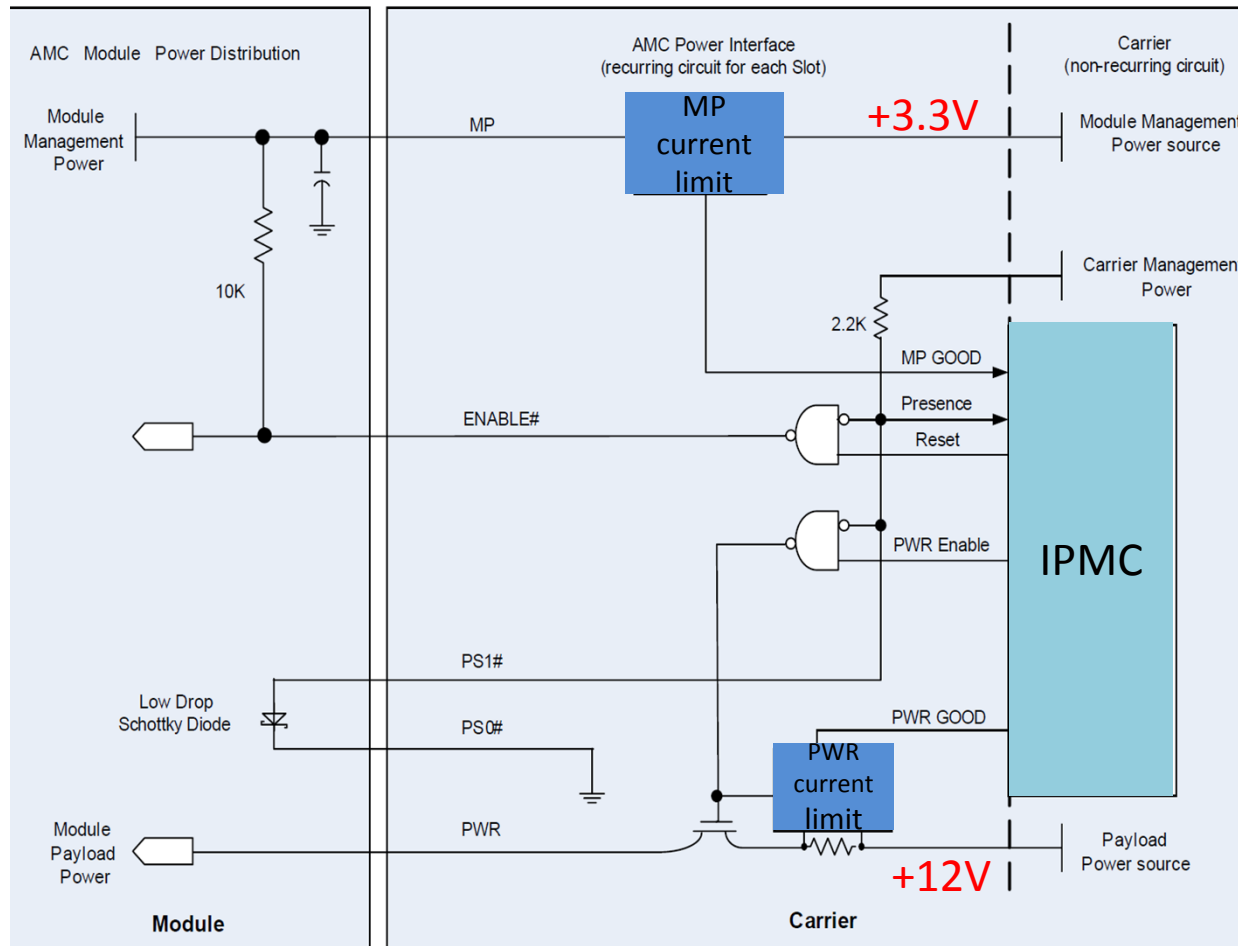 AMC Module Power Distribution
AMC Power Interface
(recurring circuit for each Slot)
Carrier
(non-recurring circuit)
Module
Management
Power
MP
MP
current
limit
+3.3V
Module Management
Power source
Carrier Management
Power
10K
2.2K
MP GOOD
ENABLE#
Presence
Reset
PWR Enable
IPMC
PS1#
Low Drop
Schottky Diode
PS0#
PWR GOOD
PWR
current
limit
Module
Payload
Power
PWR
+12V
Payload
Power source
Module
Carrier